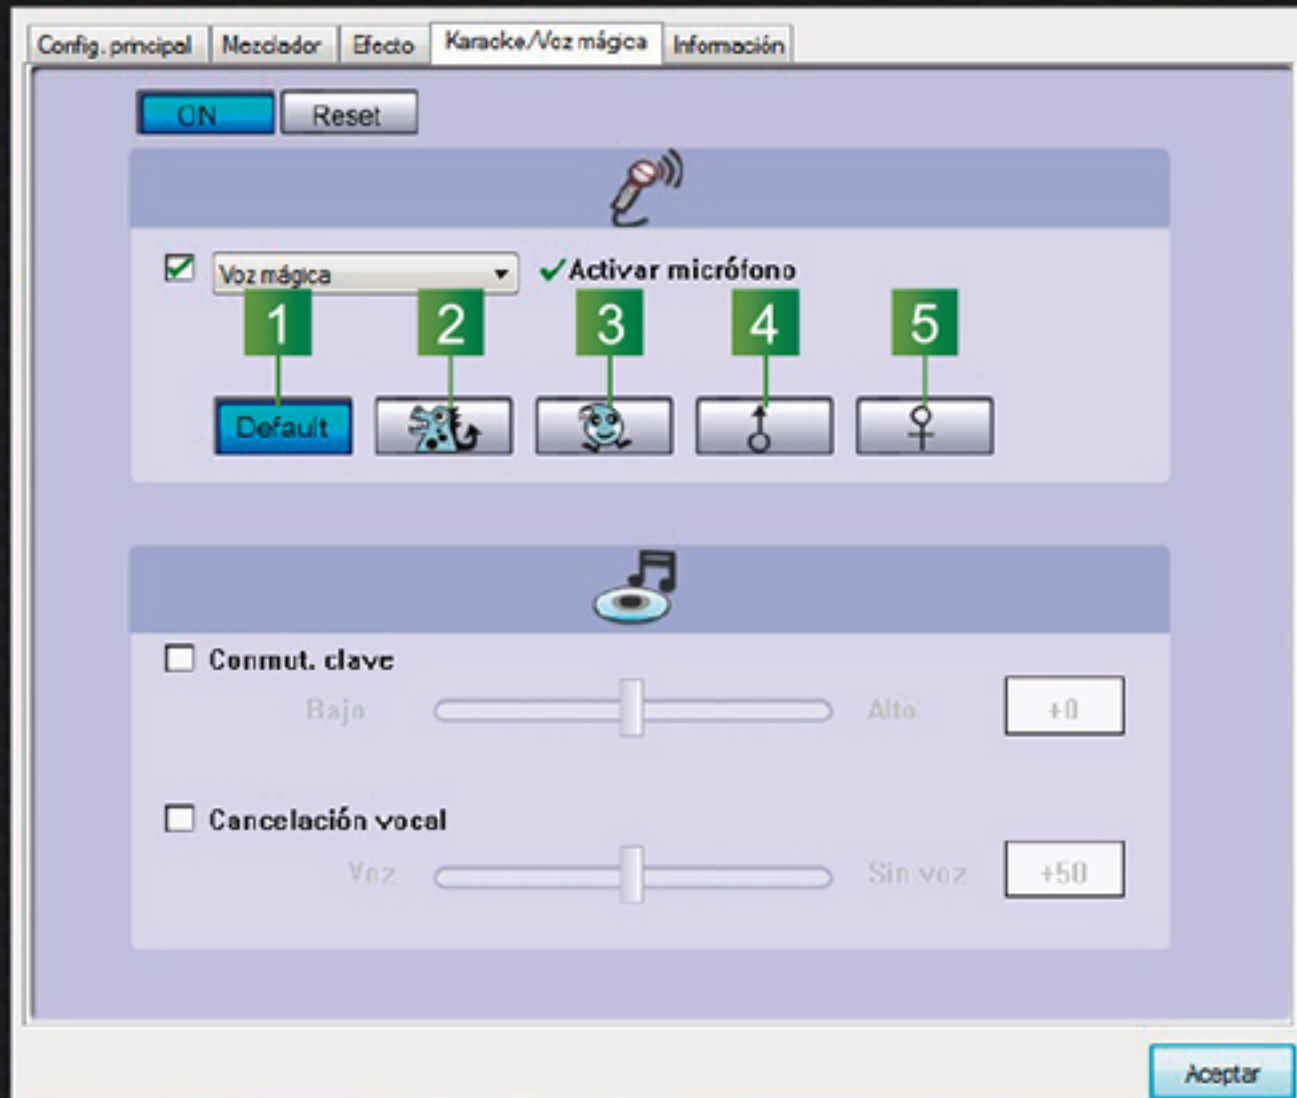 Config. principal Mezclador Efecto Karaoke/Voz mágica Información
ON Reset
Voz mágica Activar micrófono
1 2 3 4 5
Default
Conmut. clave
Bajo Alto +0
Cancelación vocal
Voz Sin voz +50
Aceptar